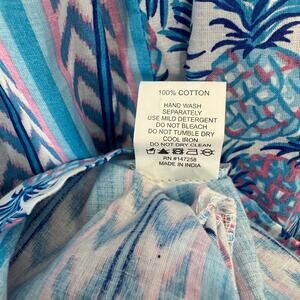 100% COTTON
HAND WASH
SEPARATELY
USE MILD DETERGENT
DO NOT BLEACH
DO NOT TUMBLE DRY
COOL IRON
DO NOT DRY CLEAN
RN #147258
MADE IN INDIA